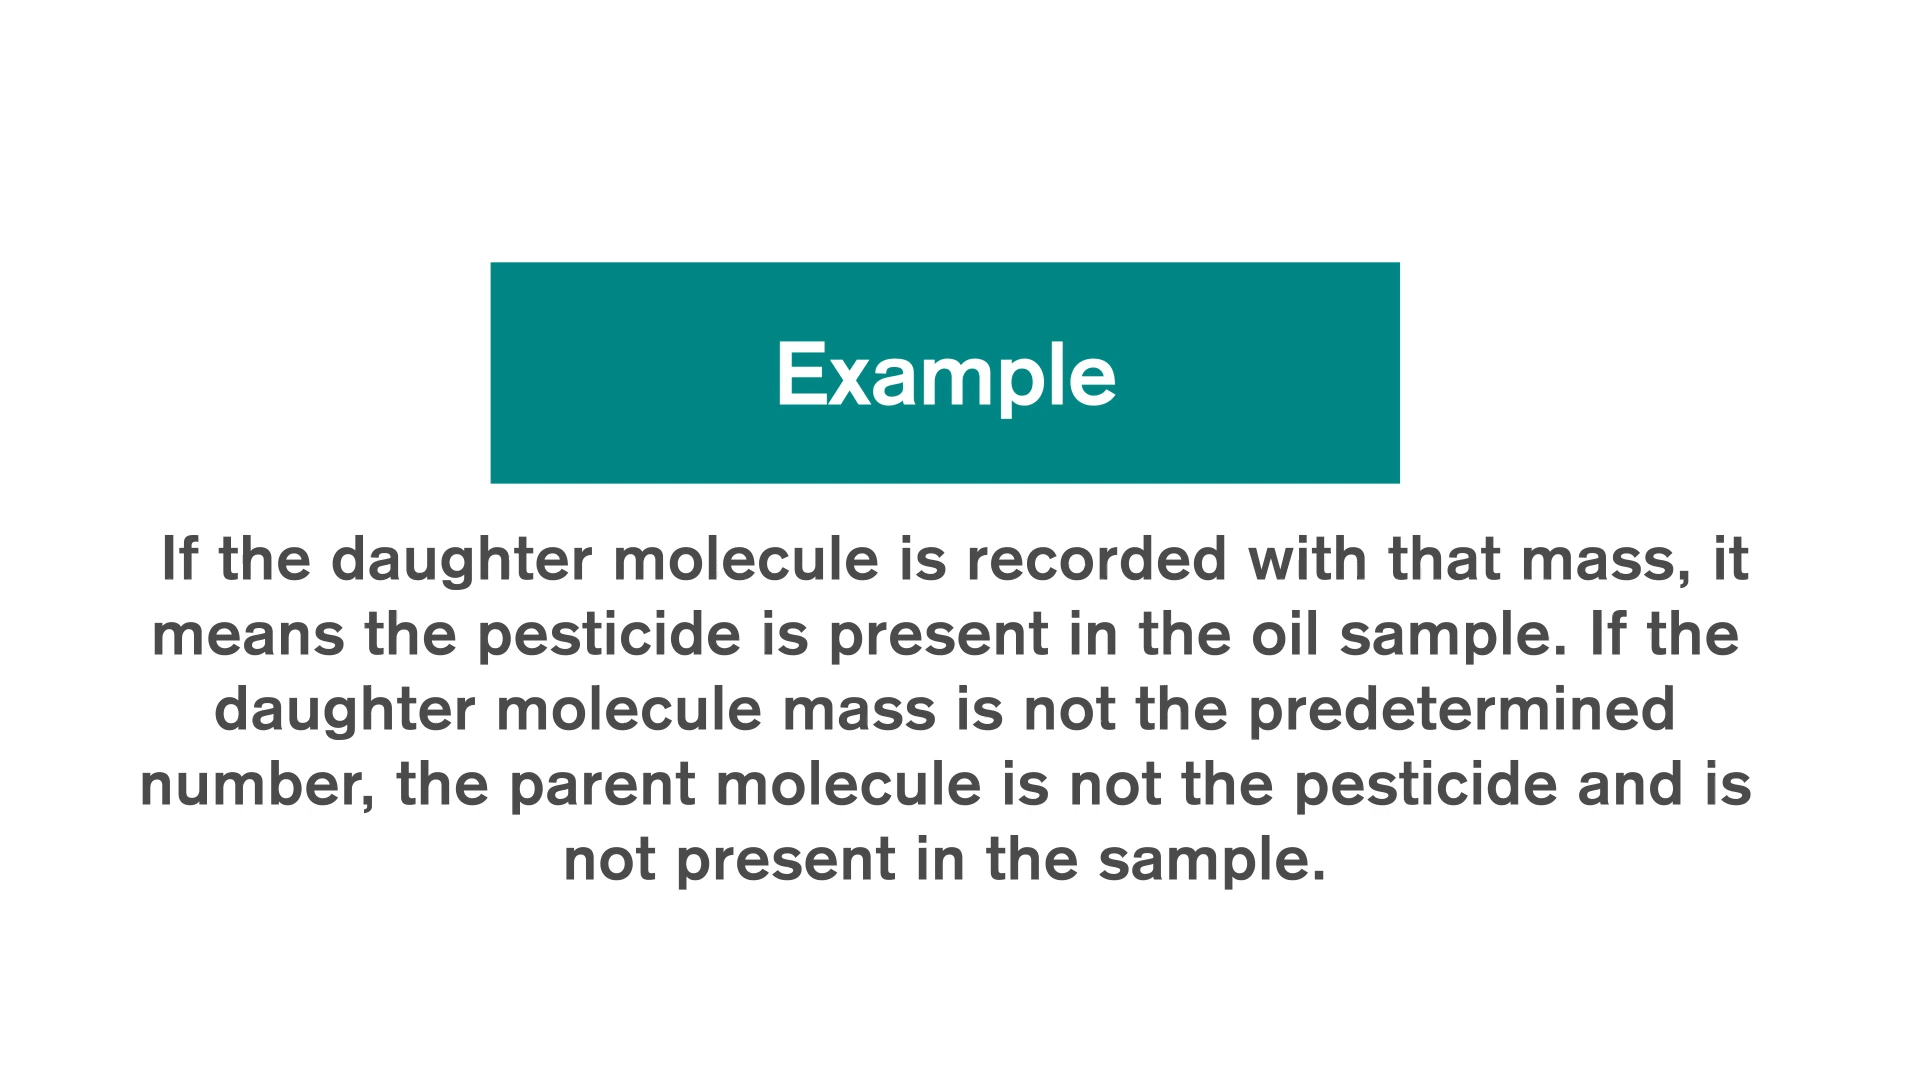 Example
If the daughter molecule is recorded with that mass, it
means the pesticide is present in the oil sample. If the
daughter molecule mass is not the predetermined
number, the parent molecule is not the pesticide and is
not present in the sample.